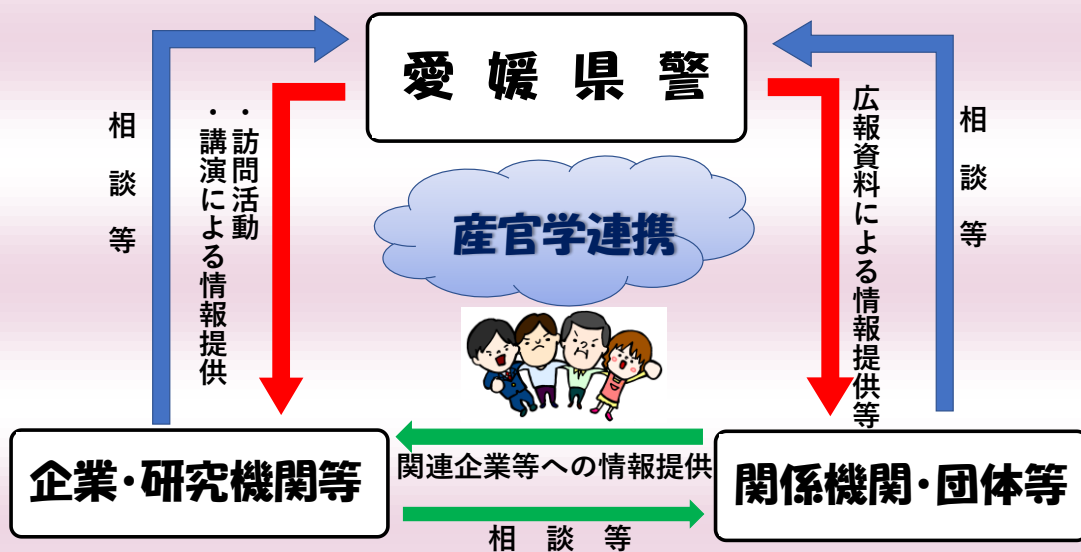 愛媛県警
相談等
・訪問活動
・講演による情報提供
産官学連携
広報資料による情報提供等
相談等
企業・研究機関等
関連企業等への情報提供
相談等
関係機関・団体等